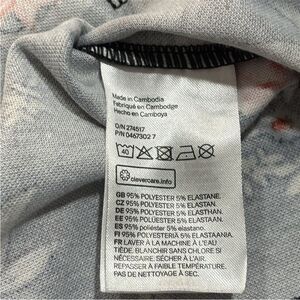 Made in Cambodia
Fabriqué en Cambodge
Hecho en Camboya
O/N 274517
P/N 0467302 7
40
clevercare.info
GB 95% POLYESTER 5% ELASTANE.
CZ 95% POLYESTER 5% ELASTAN.
DE 95% POLYESTER 5% ELASTHAN.
EE 95% POLÜESTER 5% ELASTAAN.
ES 95% poliéster 5% elastano.
FI 95% POLYESTERIÄ 5% ELASTAANIA.
FR LAVER À LA MACHINE À L'EAU
TIÈDE. BLANCHIR SANS CHLORE SI
NÉCESSAIRE. SÉCHER À L'AIR.
REPASSER À FAIBLE TEMPÉRATURE.
PAS DE NETTOYAGE À SEC.